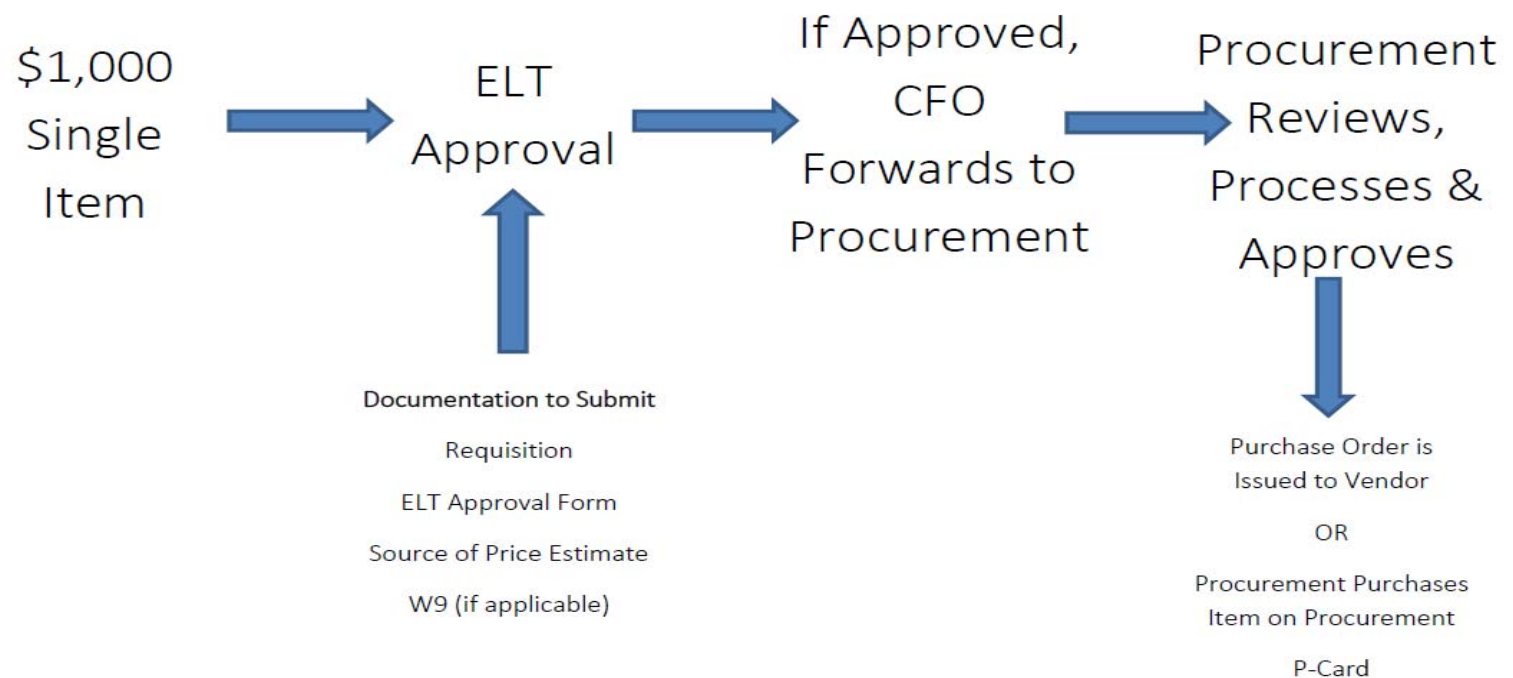 $1,000
Single
Item
ELT
Approval
If Approved,
CFO
Forwards to
Procurement
Procurement
Reviews,
Processes &
Approves
Documentation to Submit
Requisition
ELT Approval Form
Source of Price Estimate
W9 (if applicable)
Purchase Order is
Issued to Vendor
OR
Procurement Purchases
Item on Procurement
P-Card